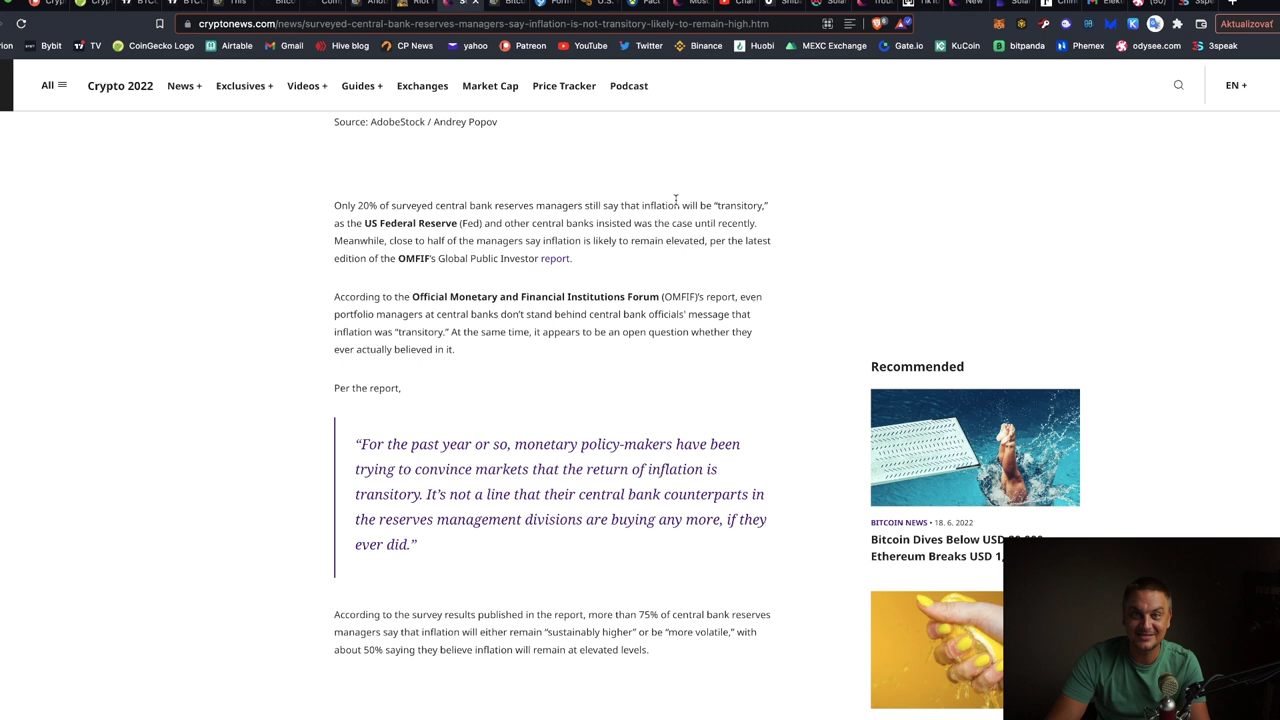 cryptonews.com/news/surveyed-central-bank-reserves-managers-say-inflation-is-not-transitory-likely-to-remain-high.htm
Aktualizovať
Bybit TV CoinGecko Logo Airtable Gmail Hive blog CP News yahoo Patreon YouTube Twitter Binance Huobi MEXC Exchange Gate.io KuCoin bitpanda Phemex odysee.com 3speak
All Crypto 2022 News + Exclusives + Videos + Guides + Exchanges Market Cap Price Tracker Podcast EN +
Source: AdobeStock / Andrey Popov
Only 20% of surveyed central bank reserves managers still say that inflation will be “transitory,”
as the US Federal Reserve (Fed) and other central banks insisted was the case until recently.
Meanwhile, close to half of the managers say inflation is likely to remain elevated, per the latest
edition of the OMFIF’s Global Public Investor report.
According to the Official Monetary and Financial Institutions Forum (OMFIF)’s report, even
portfolio managers at central banks don’t stand behind central bank officials’ message that
inflation was “transitory.” At the same time, it appears to be an open question whether they
ever actually believed in it.
Per the report,
“For the past year or so, monetary policy-makers have been
trying to convince markets that the return of inflation is
transitory. It’s not a line that their central bank counterparts in
the reserves management divisions are buying any more, if they
ever did.”
According to the survey results published in the report, more than 75% of central bank reserves
managers say that inflation will either remain “sustainably higher” or be “more volatile,” with
about 50% saying they believe inflation will remain at elevated levels.
Recommended
BITCOIN NEWS • 18. 6. 2022
Bitcoin Dives Below USD
Ethereum Breaks USD 1,